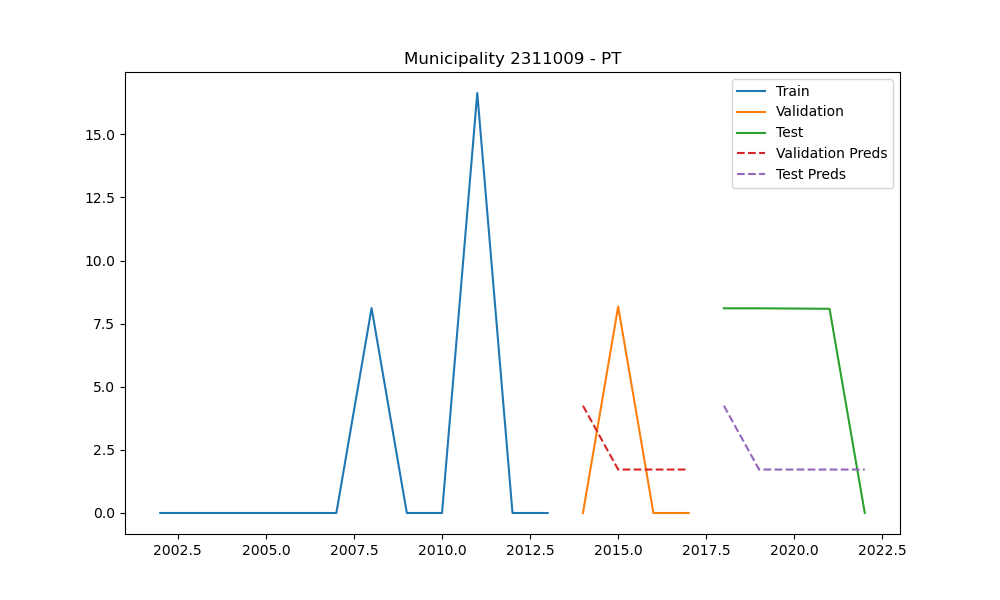 Municipality 2311009 - PT
Train
Validation
Test
Validation Preds
Test Preds
15.0
12.5
10.0
7.5
5.0
2.5
0.0
2002.5 2005.0 2007.5 2010.0 2012.5 2015.0 2017.5 2020.0 2022.5